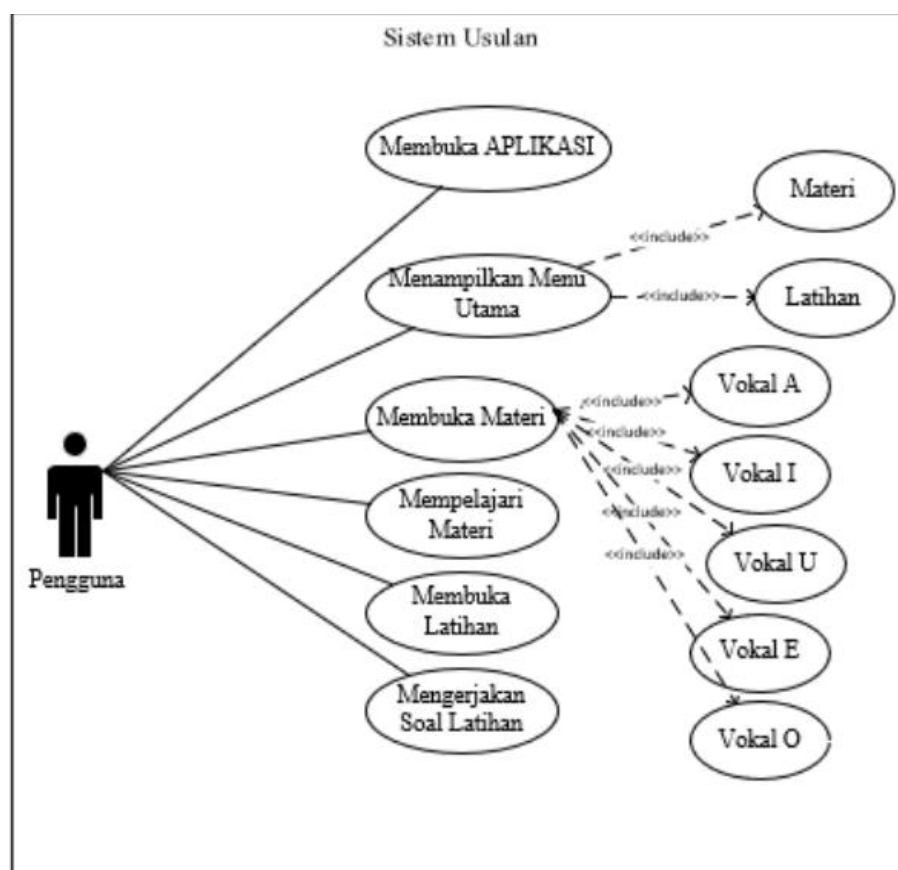 Sistem Usulan
Membuka APLIKASI
Materi
<<include>>
Menampilkan Menu
Utama
<<include>>
Latihan
Membuka Materi
<<include>>
Vokal A
<<include>>
Vokal I
<<include>>
Mempelajari
Materi
<<include>>
Vokal U
<<include>>
Pengguna
Membuka
Latihan
Vokal E
Mengerjakan
Soal Latihan
Vokal O